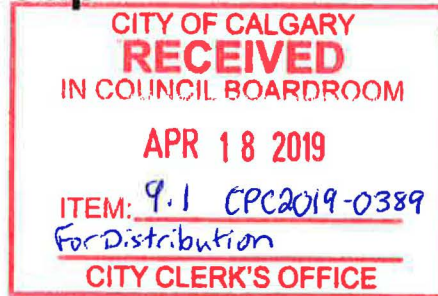 CITY OF CALGARY
RECEIVED
IN COUNCIL BOARDROOM
APR 18 2019
ITEM: 9.1 CPC2019-0389
For Distribution
CITY CLERK'S OFFICE